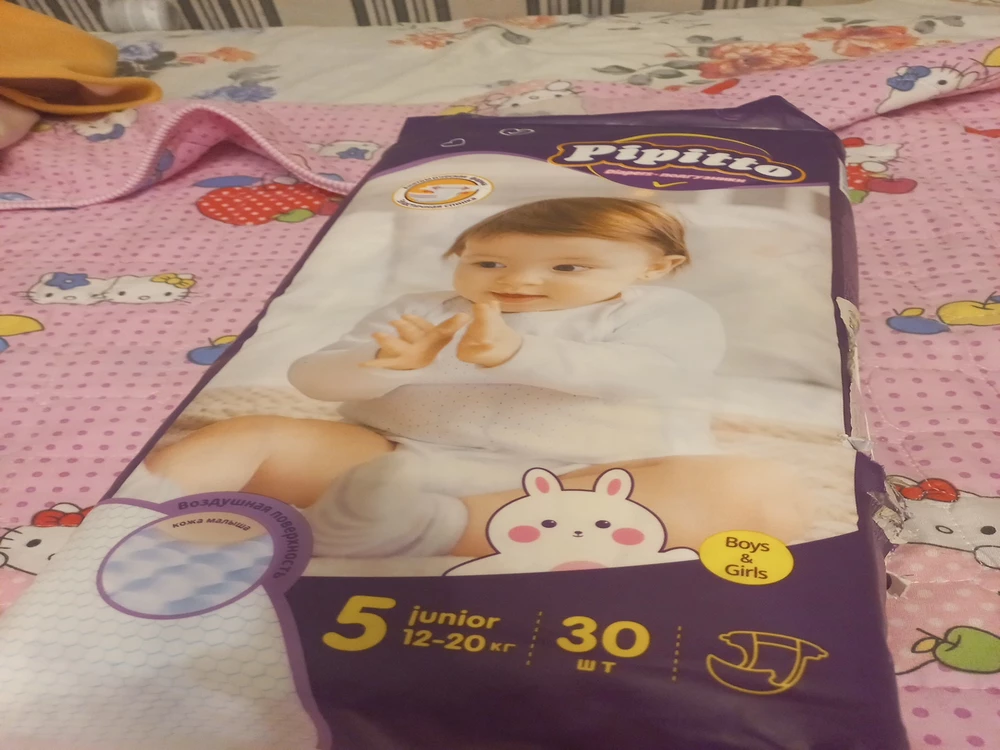 Pipitto
Воздушная поверхность
кожа малыша
Boys
&
Girls
5
junior
12-20 кг
30
шт